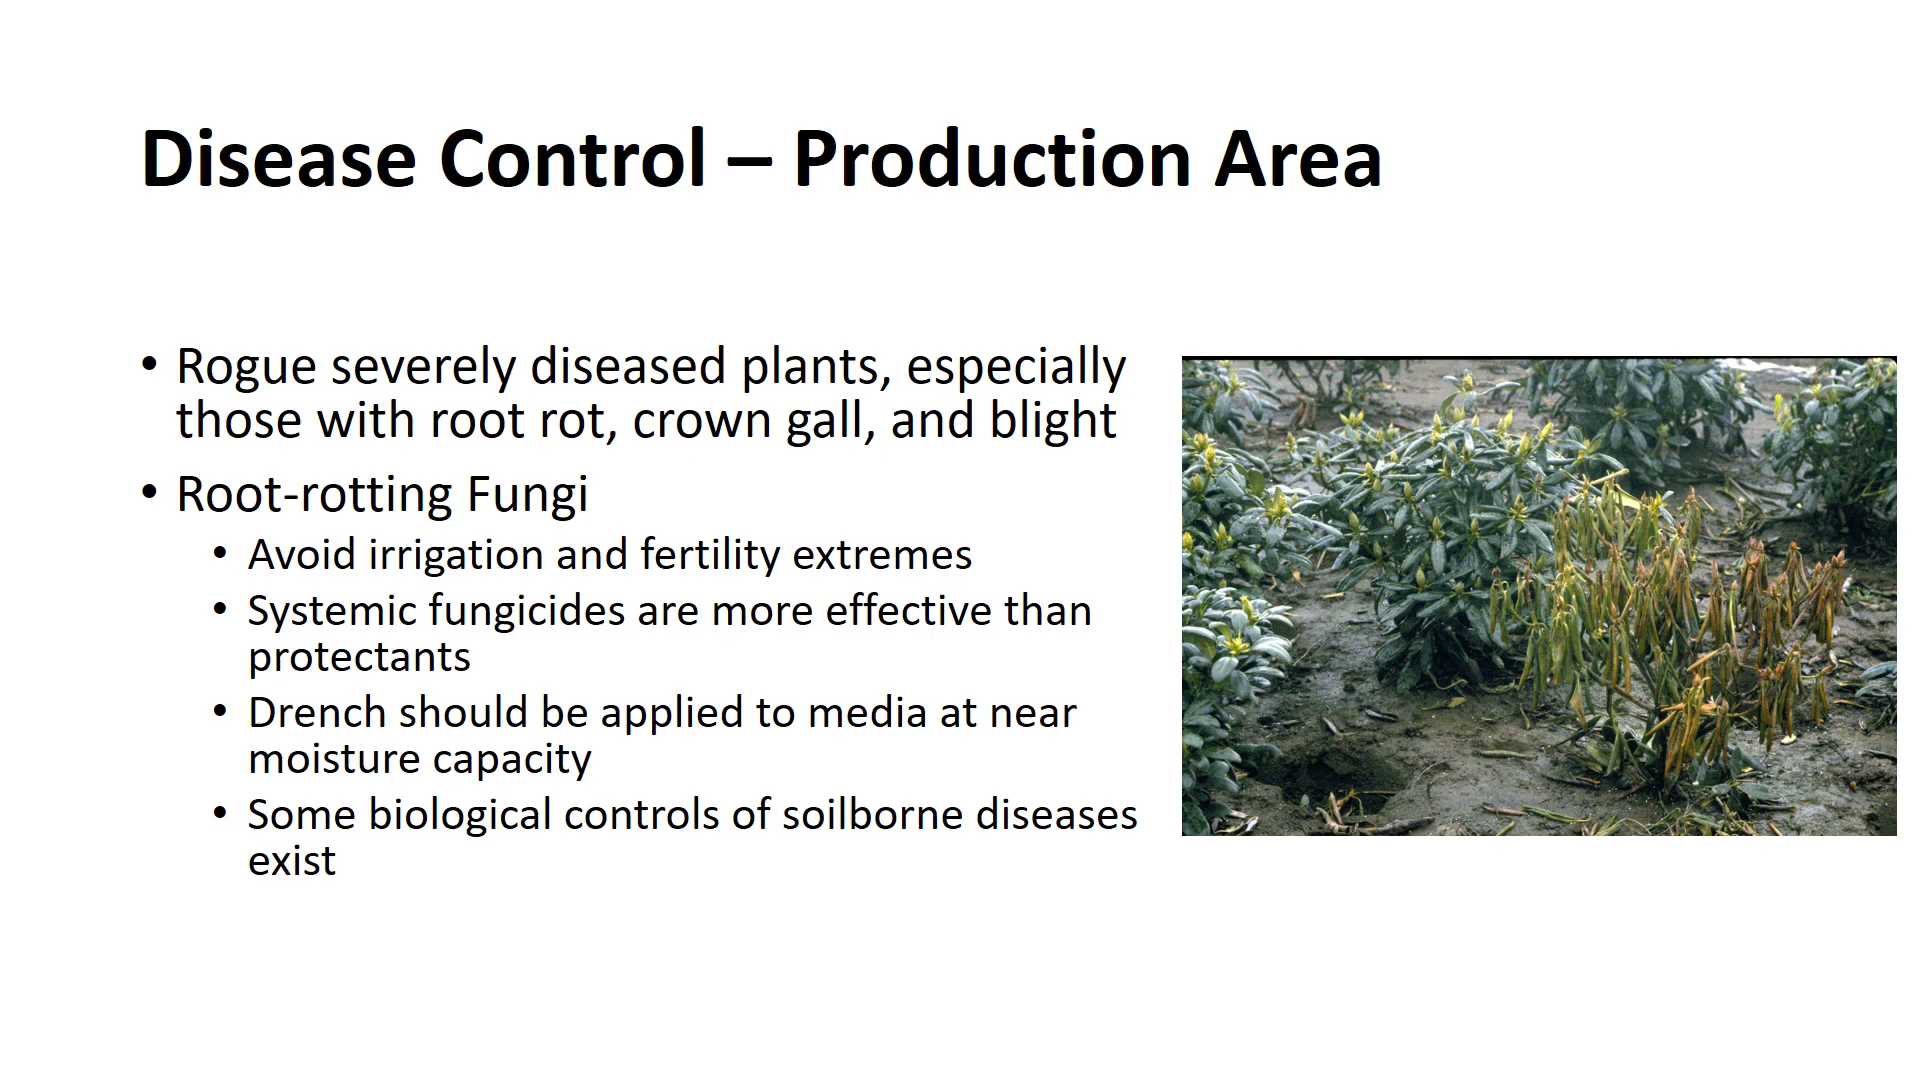 Disease Control – Production Area
• Rogue severely diseased plants, especially
those with root rot, crown gall, and blight
• Root-rotting Fungi
• Avoid irrigation and fertility extremes
• Systemic fungicides are more effective than
protectants
• Drench should be applied to media at near
moisture capacity
• Some biological controls of soilborne diseases
exist